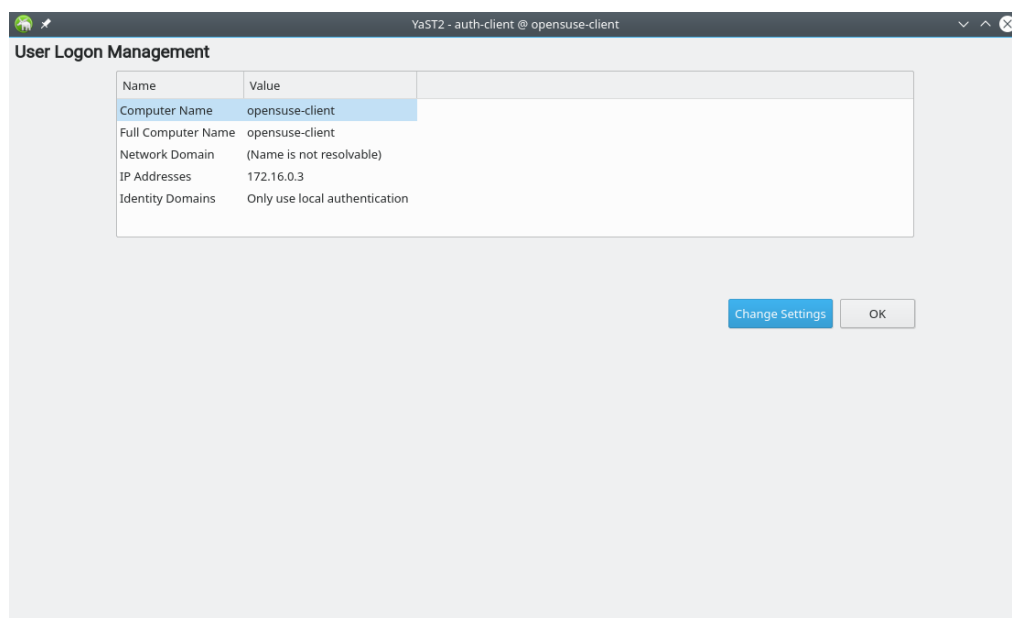 YaST2 - auth-client @ opensuse-client
User Logon Management
Name Value
Computer Name opensuse-client
Full Computer Name opensuse-client
Network Domain (Name is not resolvable)
IP Addresses 172.16.0.3
Identity Domains Only use local authentication
Change Settings OK